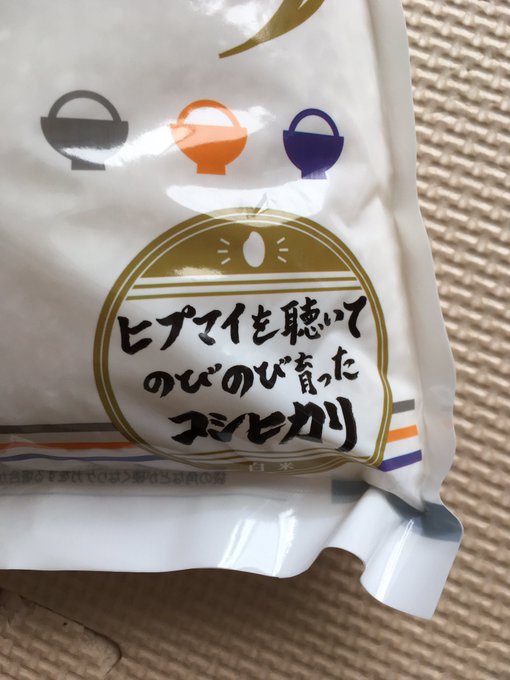 ヒプマイを聴いて
のびのび育った
コシヒカリ
白米